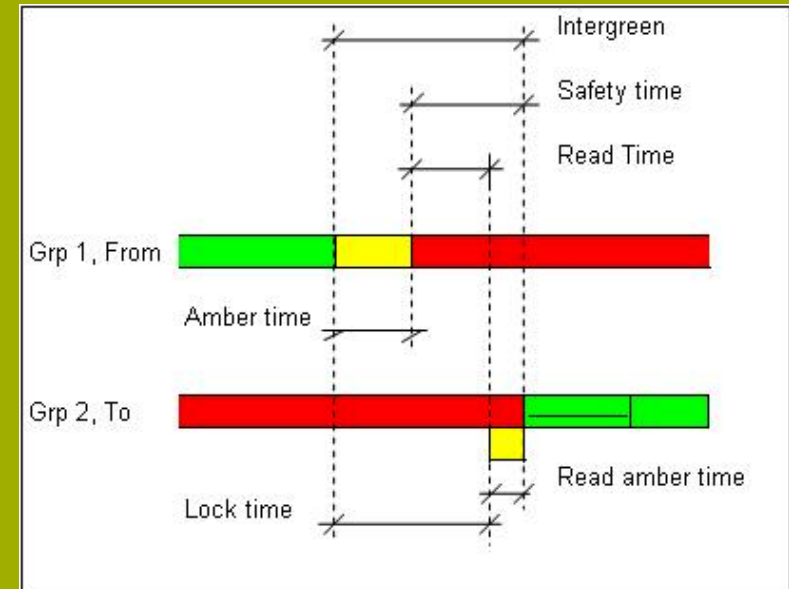 Intergreen
Safety time
Read Time
Grp 1, From
Amber time
Grp 2, To
Read amber time
Lock time